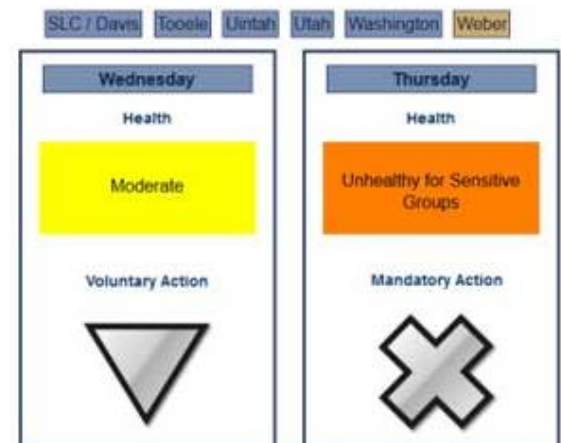 SLC / Davis Tooele Uintah Utah Washington Weber
Wednesday
Health
Moderate
Voluntary Action
Thursday
Health
Unhealthy for Sensitive
Groups
Mandatory Action